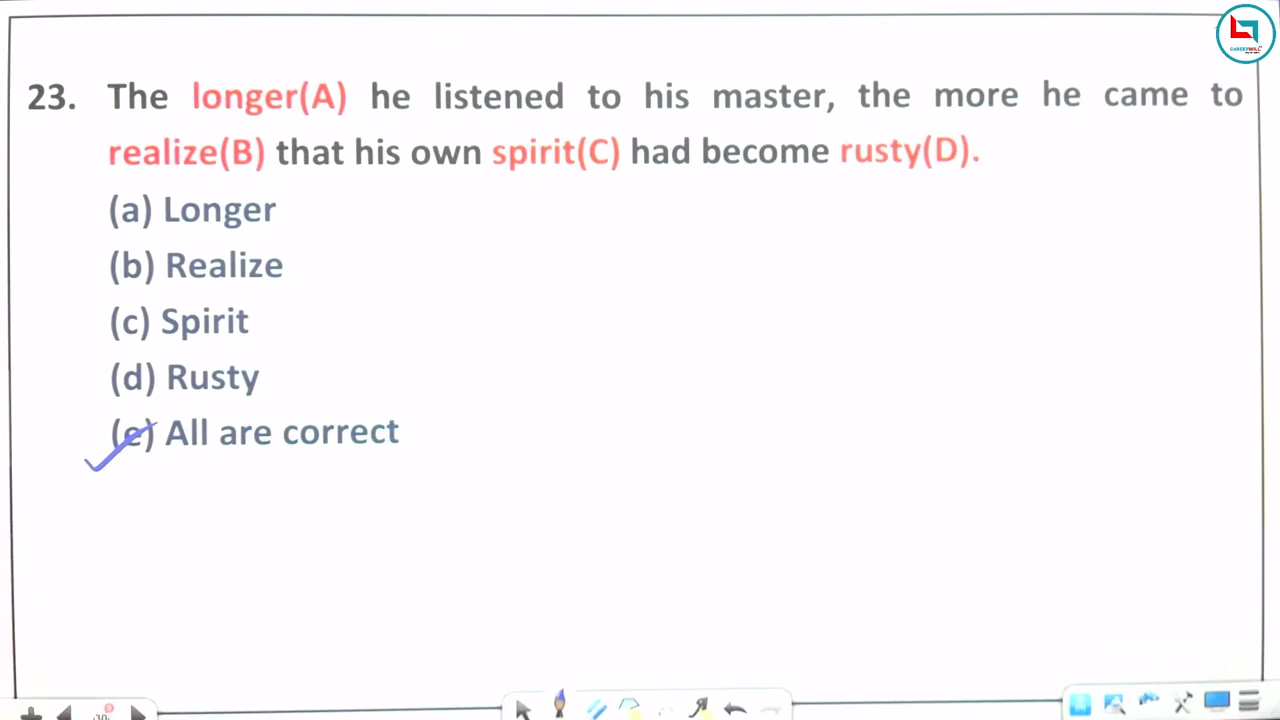 CAREERWILL
23. The longer(A) he listened to his master, the more he came to
realize(B) that his own spirit(C) had become rusty(D).
(a) Longer
(b) Realize
(c) Spirit
(d) Rusty
(e) All are correct